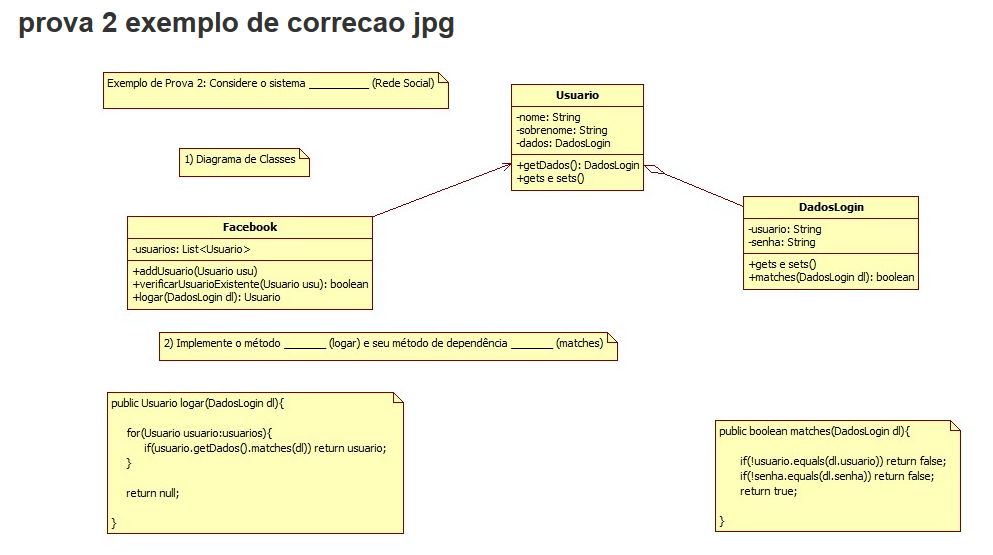 prova 2 exemplo de correcao jpg
Exemplo de Prova 2: Considere o sistema __________ (Rede Social)
1) Diagrama de Classes
Usuario
-nome: String
-sobrenome: String
-dados: DadosLogin
+getDados(): DadosLogin
+gets e sets()
DadosLogin
-usuario: String
-senha: String
+gets e sets()
+matches(DadosLogin dl): boolean
Facebook
-usuarios: List<Usuario>
+addUsuario(Usuario usu)
+verificarUsuarioExistente(Usuario usu): boolean
+logar(DadosLogin dl): Usuario
2) Implemente o método _______ (logar) e seu método de dependência _______ (matches)
public Usuario logar(DadosLogin dl){
for(Usuario usuario:usuarios){
if(usuario.getDados().matches(dl)) return usuario;
}
return null;
}
public boolean matches(DadosLogin dl){
if(!usuario.equals(dl.usuario)) return false;
if(!senha.equals(dl.senha)) return false;
return true;
}